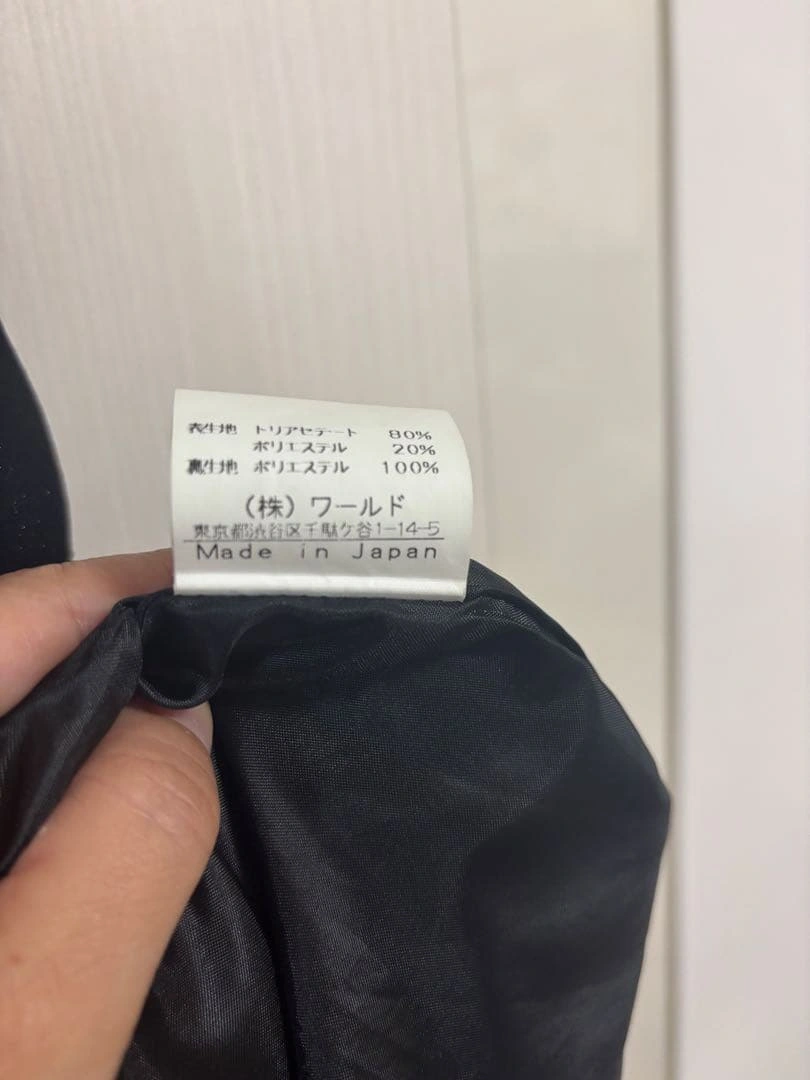 表生地 トリアセテート 80%
ポリエステル 20%
裏生地 ポリエステル 100%
(株) ワールド
東京都渋谷区千駄ケ谷1-14-5
Made in Japan